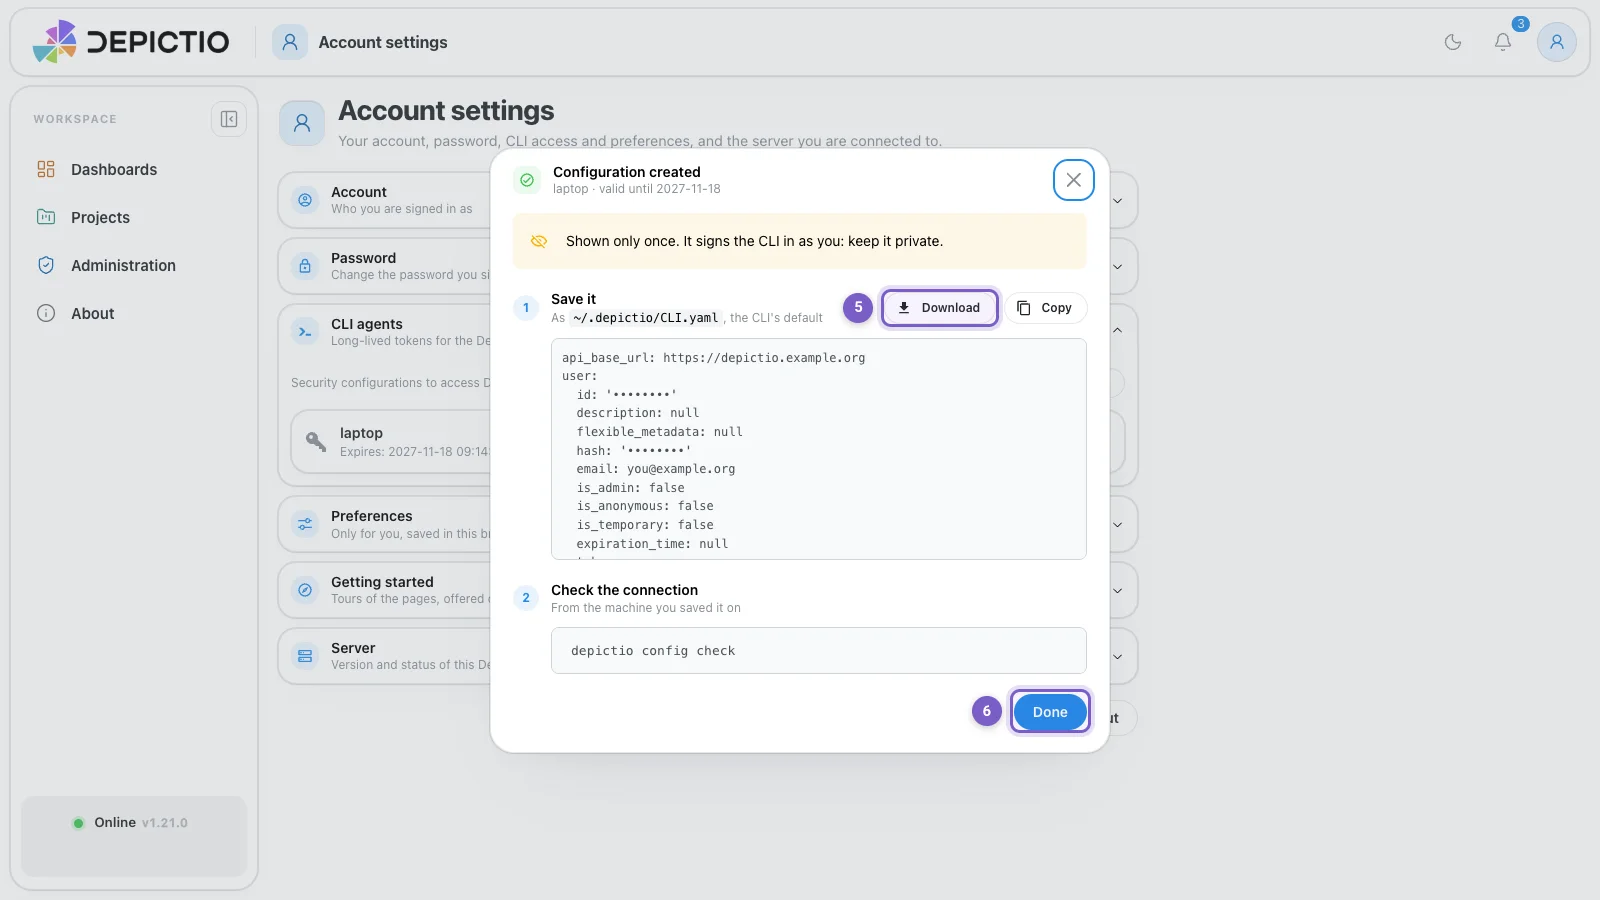 DEPICTIO
Account settings
3
WORKSPACE
Dashboards
Projects
Administration
About
Online v1.21.0
Account settings
Your account, password, CLI access and preferences, and the server you are connected to.
Account
Who you are signed in as
Password
Change the password you si
CLI agents
Long-lived tokens for the De
Security configurations to access D
laptop
Expires: 2027-11-18 09:14:
Preferences
Only for you, saved in this br
Getting started
Tours of the pages, offered
Server
Version and status of this De
ut
Configuration created
laptop · valid until 2027-11-18
Shown only once. It signs the CLI in as you: keep it private.
1
Save it
As ~/.depictio/CLI.yaml, the CLI's default
5
Download
Copy
api_base_url: https://depictio.example.org
user:
id: '••••••••'
description: null
flexible_metadata: null
hash: '••••••••'
email: you@example.org
is_admin: false
is_anonymous: false
is_temporary: false
expiration_time: null
2
Check the connection
From the machine you saved it on
depictio config check
6
Done